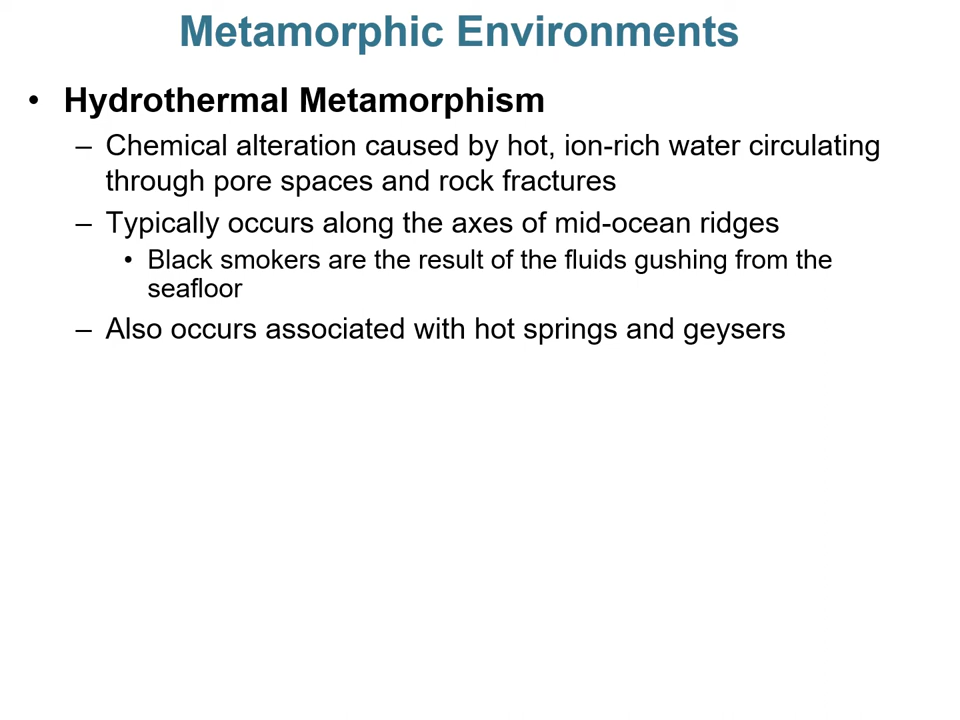 Metamorphic Environments
• Hydrothermal Metamorphism
– Chemical alteration caused by hot, ion-rich water circulating
through pore spaces and rock fractures
– Typically occurs along the axes of mid-ocean ridges
• Black smokers are the result of the fluids gushing from the
seafloor
– Also occurs associated with hot springs and geysers